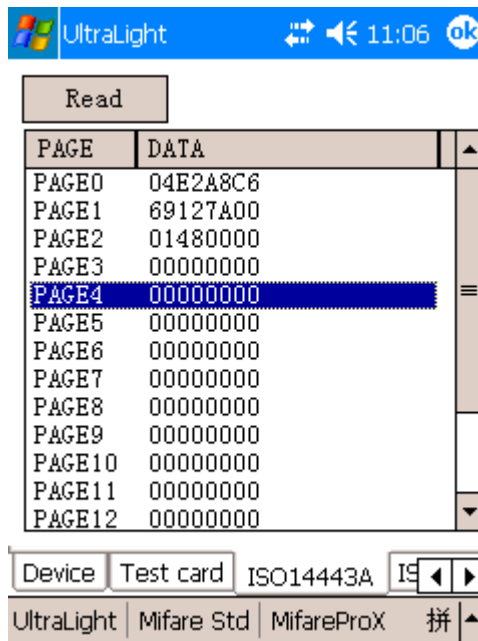 UltraLight 11:06 ok
Read
PAGE DATA
PAGE0 04E2A8C6
PAGE1 69127A00
PAGE2 01480000
PAGE3 00000000
PAGE4 00000000
PAGE5 00000000
PAGE6 00000000
PAGE7 00000000
PAGE8 00000000
PAGE9 00000000
PAGE10 00000000
PAGE11 00000000
PAGE12 00000000
Device Test card ISO14443A IS
UltraLight Mifare Std MifareProX 拼